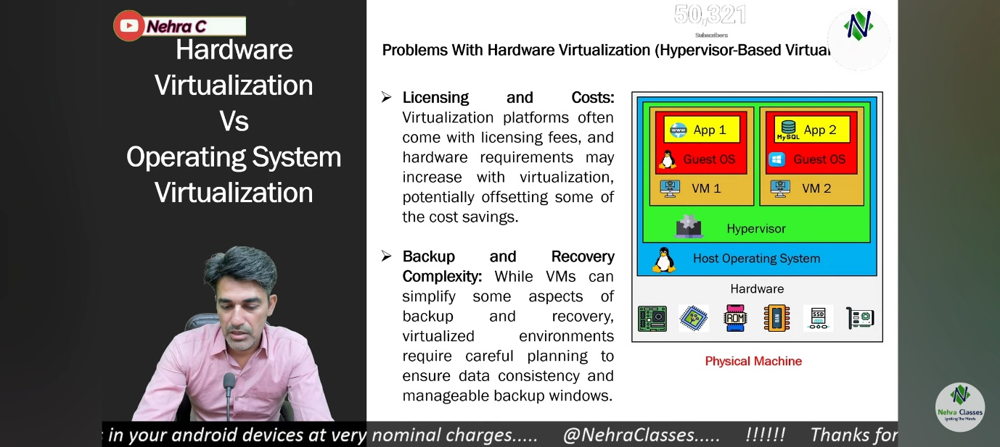 Nehra C
Hardware
Virtualization
Vs
Operating System
Virtualization
50,321
Subscribers
Problems With Hardware Virtualization (Hypervisor-Based Virtual
➢ Licensing and Costs:
Virtualization platforms often
come with licensing fees, and
hardware requirements may
increase with virtualization,
potentially offsetting some of
the cost savings.
➢ Backup and Recovery
Complexity: While VMs can
simplify some aspects of
backup and recovery,
virtualized environments
require careful planning to
ensure data consistency and
manageable backup windows.
www
App 1
MySQL
App 2
Guest OS
Guest OS
VM 1
VM 2
Hypervisor
Host Operating System
Hardware
ROM
RAM
SSD
Physical Machine
N
N
Nehra Classes
Igniting The Minds
in your android devices at very nominal charges..... @NehraClasses..... !!!!!! Thanks for